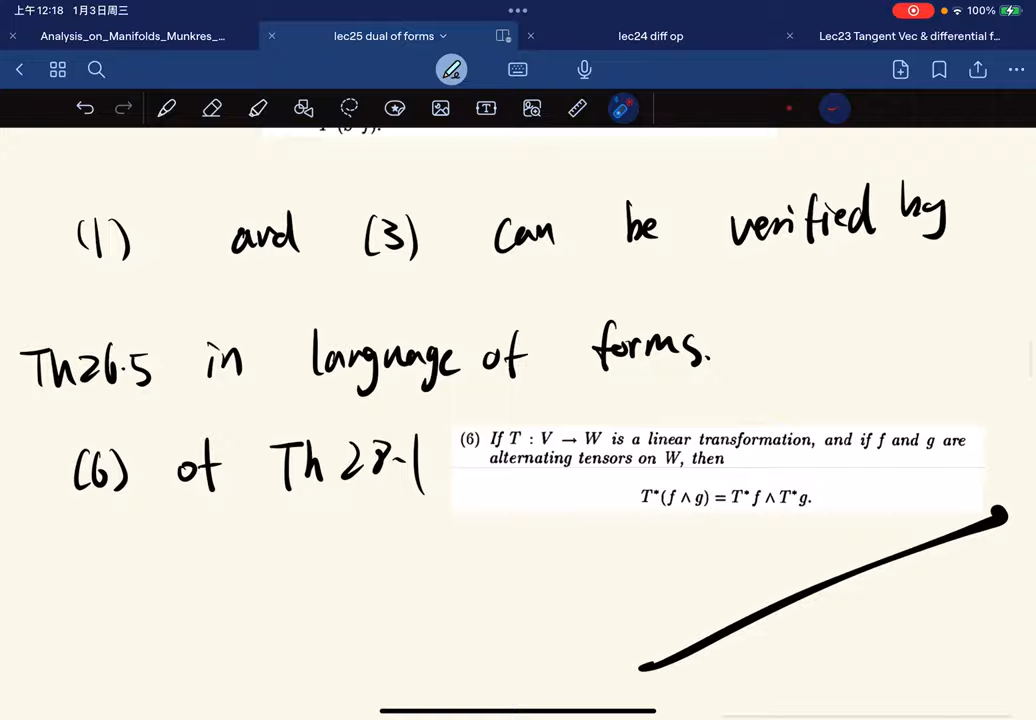 上午12:18 1月3日周三
100%
Analysis_on_Manifolds_Munkres_...
lec25 dual of forms
lec24 diff op
Lec23 Tangent Vec & differential f...
(1) and (3) can be verified by
Th26.5 in language of forms.
(6) of Th 28.1
(6) If T : V → W is a linear transformation, and if f and g are
alternating tensors on W, then
T*(f ∧ g) = T* f ∧ T* g.